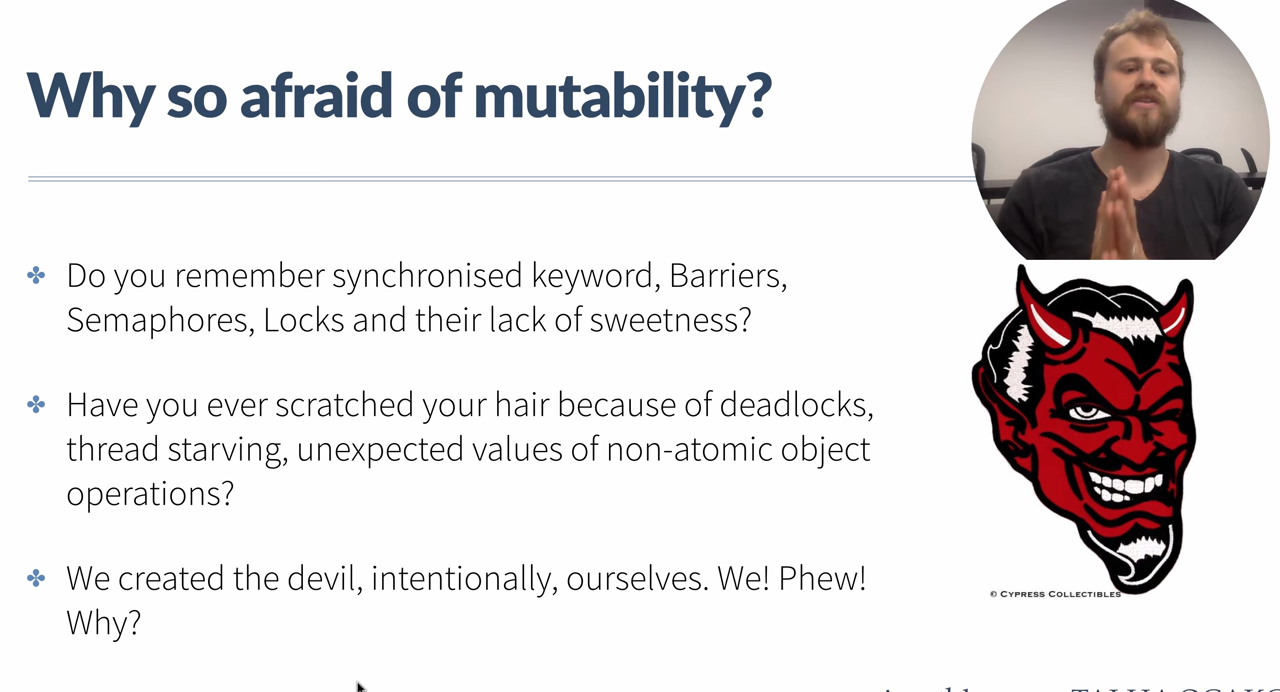 Why so afraid of mutability?
Do you remember synchronised keyword, Barriers,
Semaphores, Locks and their lack of sweetness?
Have you ever scratched your hair because of deadlocks,
thread starving, unexpected values of non-atomic object
operations?
We created the devil, intentionally, ourselves. We! Phew!
Why?
© CYPRESS COLLECTIBLES